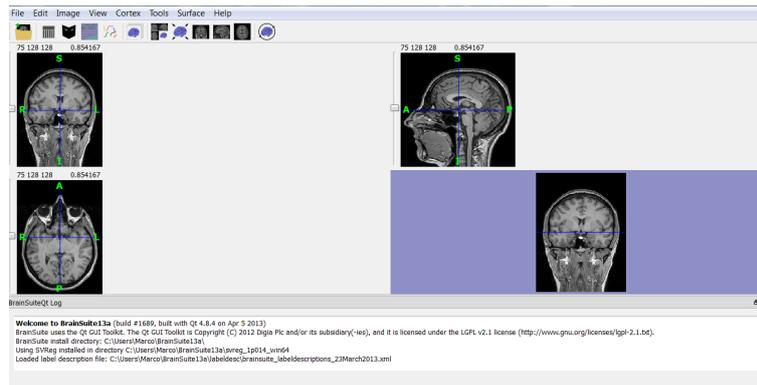 File Edit Image View Cortex Tools Surface Help
75 128 128 0.854167
75 128 128 0.854167
S
S
R
L
A
P
I
I
75 128 128 0.854167
A
R
L
P
BrainSuiteQt Log
Welcome to BrainSuite13a (build #1689, built with Qt 4.8.4 on Apr 5 2013)
BrainSuite uses the Qt GUI Toolkit. The Qt GUI Toolkit is Copyright (C) 2012 Digia Plc and/or its subsidiary(-ies), and it is licensed under the LGPL v2.1 license (http://www.gnu.org/licenses/lgpl-2.1.txt).
BrainSuite install directory: C:\Users\Marco\BrainSuite13a\
Using SVReg installed in directory C:\Users\Marco\BrainSuite13a\svreg_1p014_win64
Loaded label description file: C:\Users\Marco\BrainSuite13a\labeldesc\brainsuite_labeldescriptions_23March2013.xml